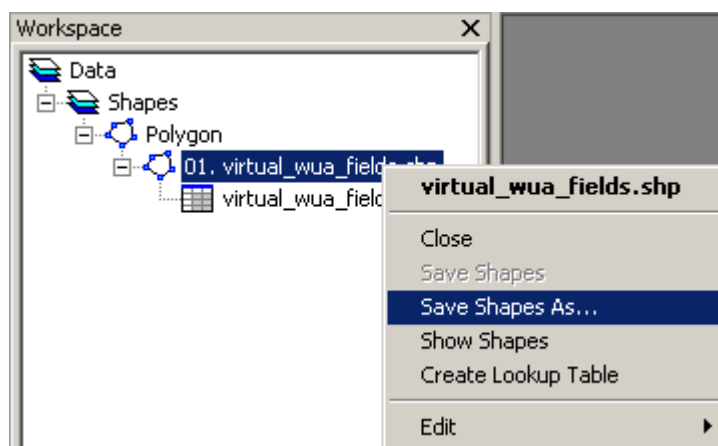 Workspace
Data
Shapes
Polygon
01. virtual_wua_fields.shp
virtual_wua_fiel
virtual_wua_fields.shp
Close
Save Shapes
Save Shapes As...
Show Shapes
Create Lookup Table
Edit